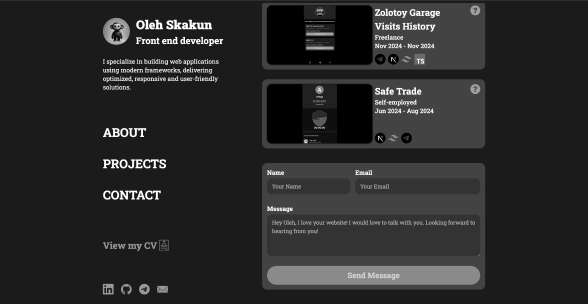 Oleh Skakun
Front end developer
I specialize in building web applications
using modern frameworks, delivering
optimized, responsive and user-friendly
solutions.
ABOUT
PROJECTS
CONTACT
View my CV
Zolotoy Garage
Visits History
Freelance
Nov 2024 - Nov 2024
TS
?
Safe Trade
Self-employed
Jun 2024 - Aug 2024
?
Name
Your Name
Email
Your Email
Message
Hey Oleh, I love your website! I would love to talk with you. Looking forward to
hearing from you!
Send Message